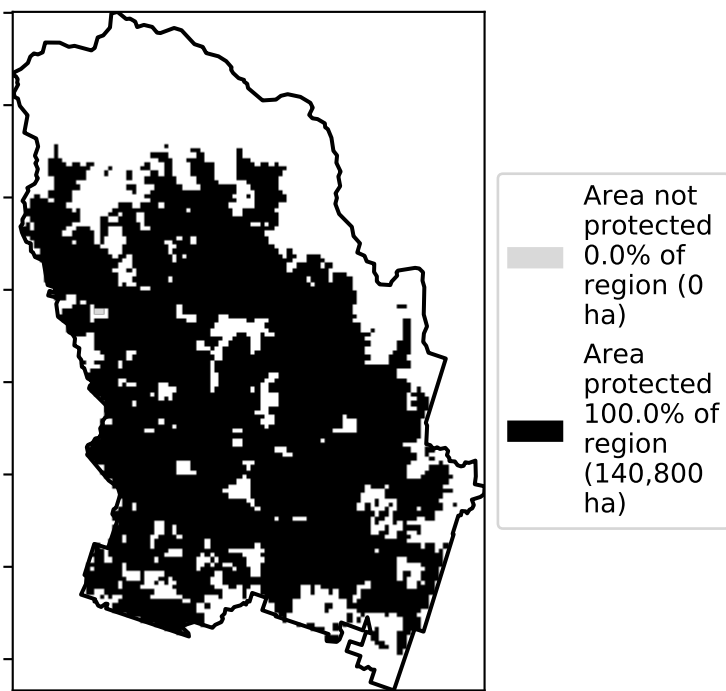 Area not
protected
0.0% of
region (0
ha)
Area
protected
100.0% of
region
(140,800
ha)